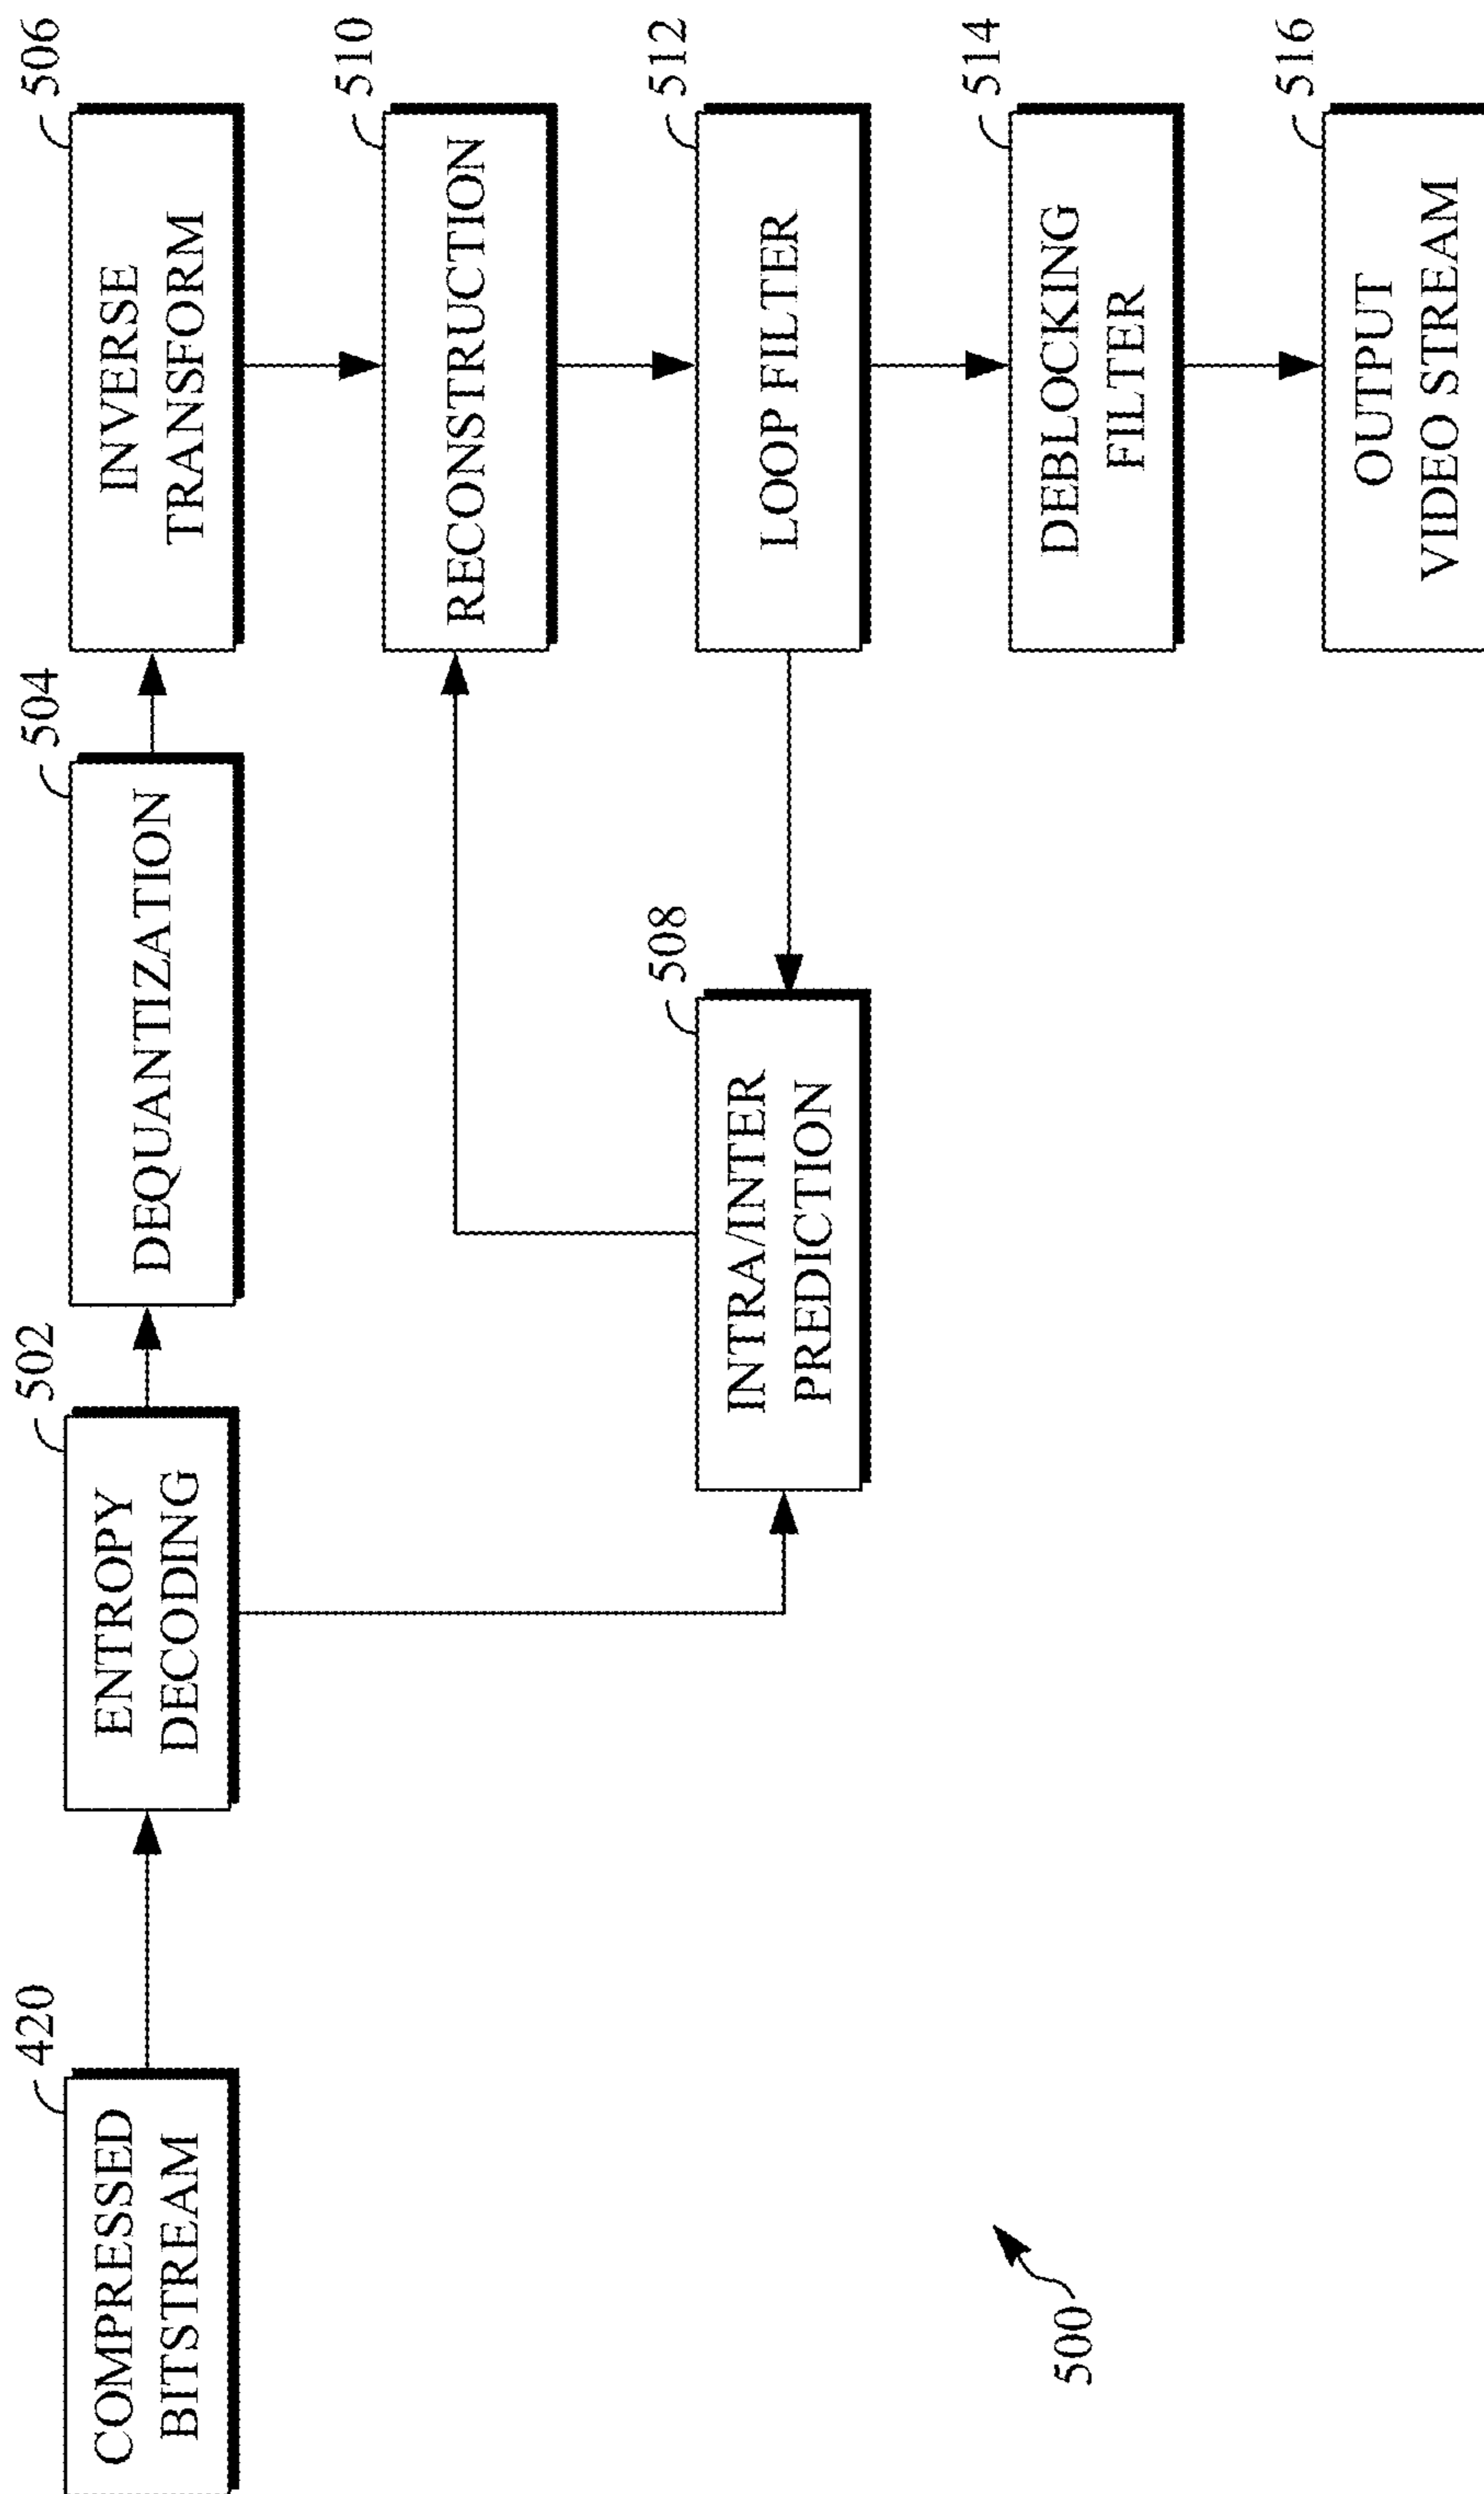 420
COMPRESSED
BITSTREAM
502
ENTROPY
DECODING
504
DEQUANTIZATION
506
INVERSE
TRANSFORM
510
RECONSTRUCTION
508
INTRA/INTER
PREDICTION
512
LOOP FILTER
514
DEBLOCKING
FILTER
516
OUTPUT
VIDEO STREAM
500